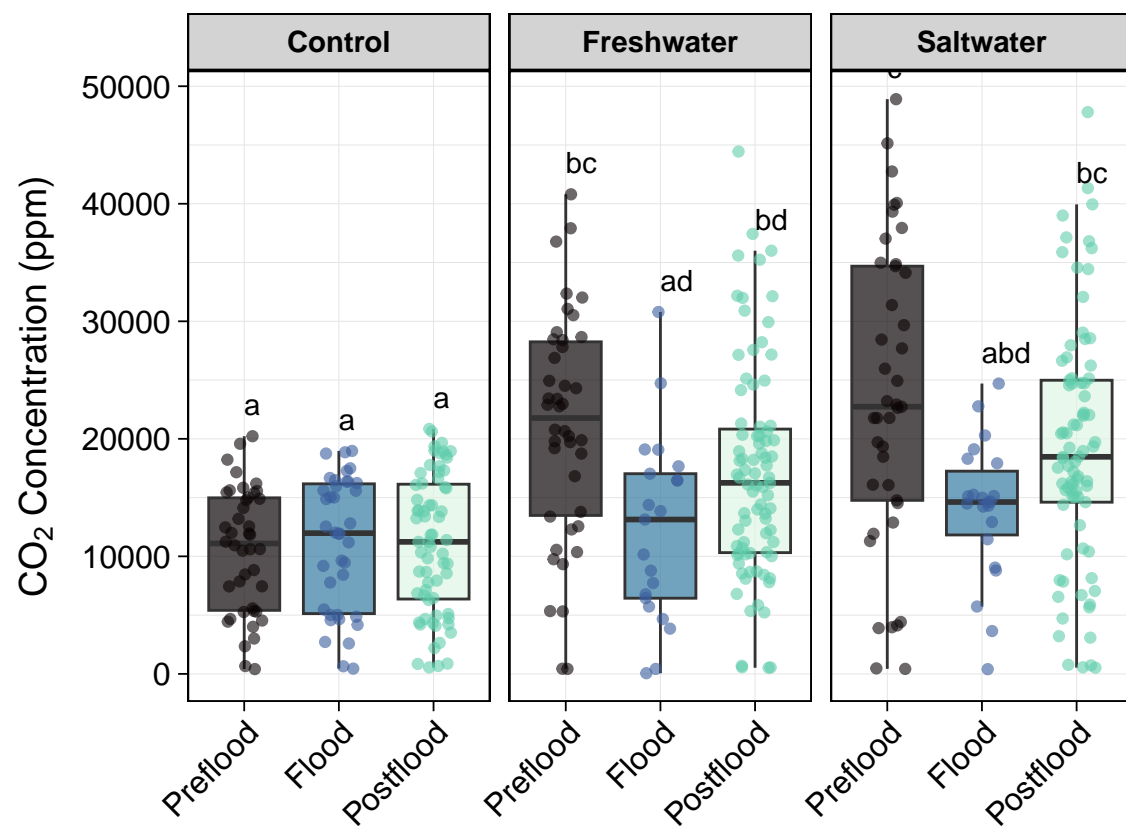 Control
Freshwater
Saltwater
CO₂ Concentration (ppm)
50000
40000
30000
20000
10000
0
a
a
a
bc
ad
bd
abd
bc
Preflood
Flood
Postflood
Preflood
Flood
Postflood
Preflood
Flood
Postflood